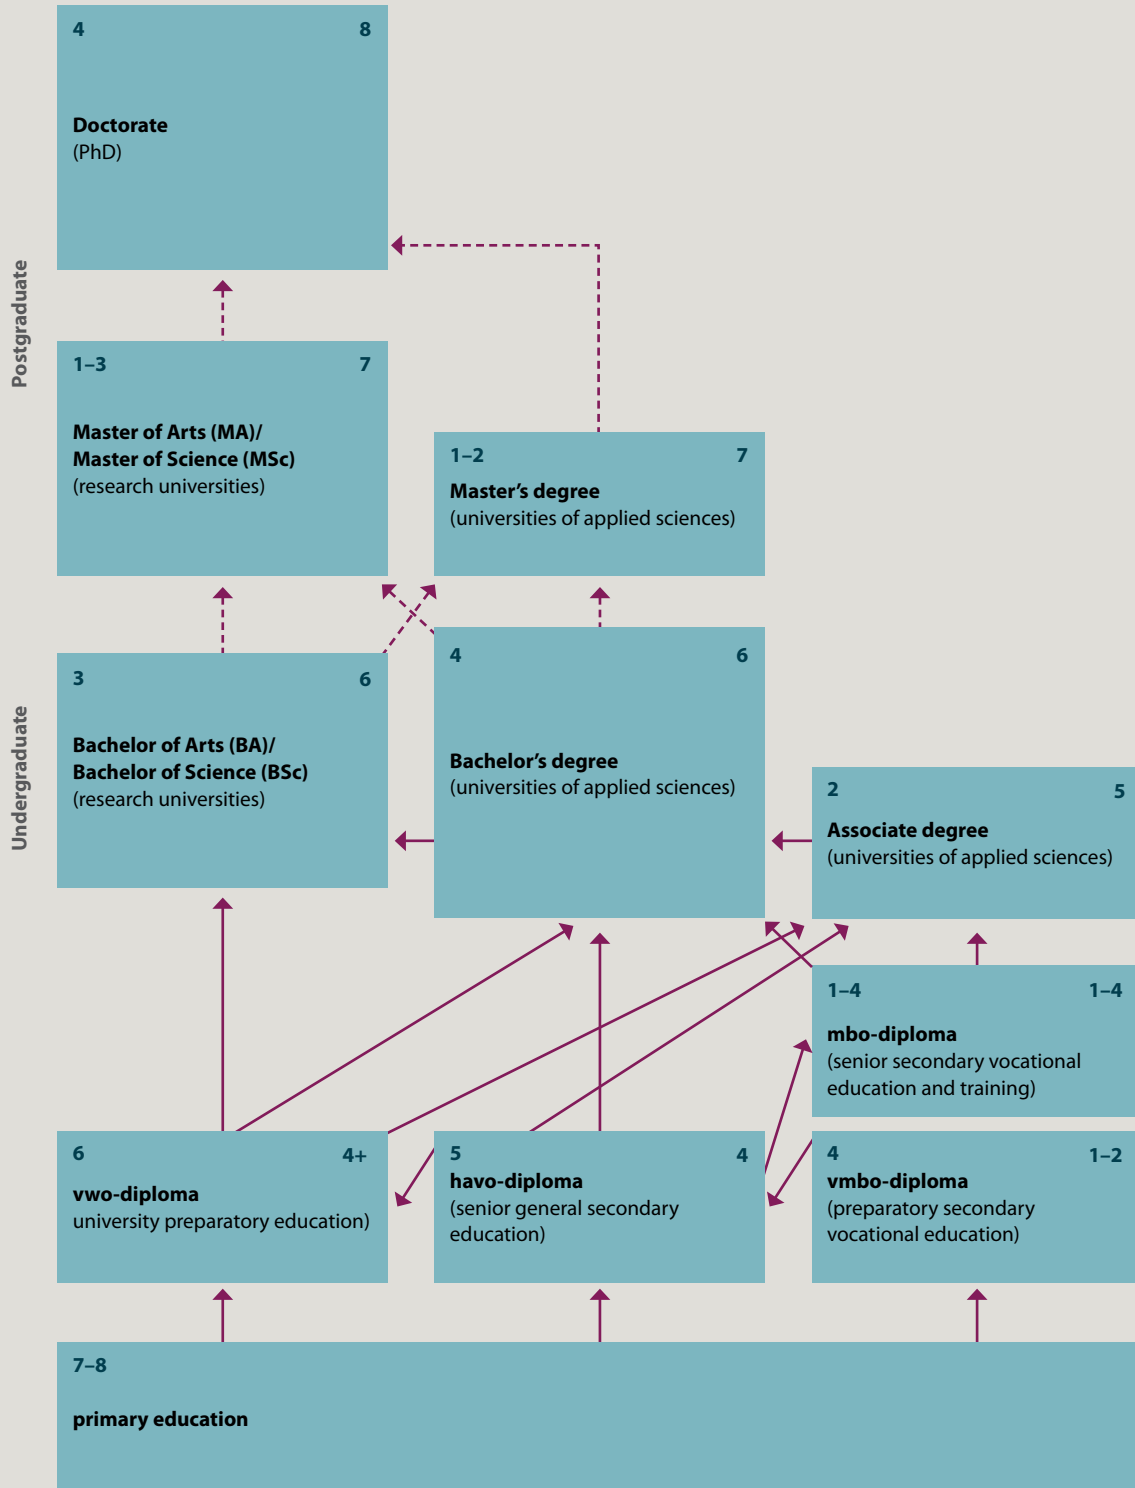 4 8
Doctorate
(PhD)
Postgraduate
1–3 7
Master of Arts (MA)/
Master of Science (MSc)
(research universities)
1–2 7
Master’s degree
(universities of applied sciences)
Undergraduate
3 6
Bachelor of Arts (BA)/
Bachelor of Science (BSc)
(research universities)
4 6
Bachelor’s degree
(universities of applied sciences)
2 5
Associate degree
(universities of applied sciences)
1–4 1–4
mbo-diploma
(senior secondary vocational
education and training)
6 4+
vwo-diploma
university preparatory education)
5 4
havo-diploma
(senior general secondary
education)
4 1–2
vmbo-diploma
(preparatory secondary
vocational education)
7–8
primary education